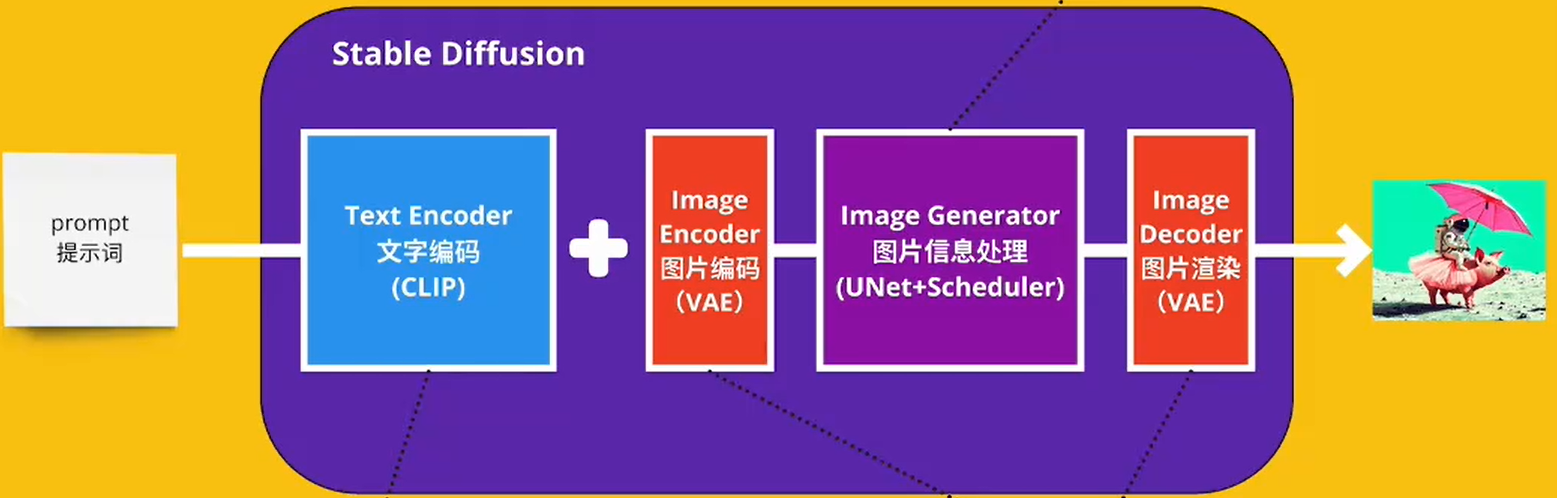 Stable Diffusion
prompt
提示词
Text Encoder
文字编码
(CLIP)
Image
Encoder
图片编码
（VAE）
Image Generator
图片信息处理
(UNet+Scheduler)
Image
Decoder
图片渲染
（VAE）